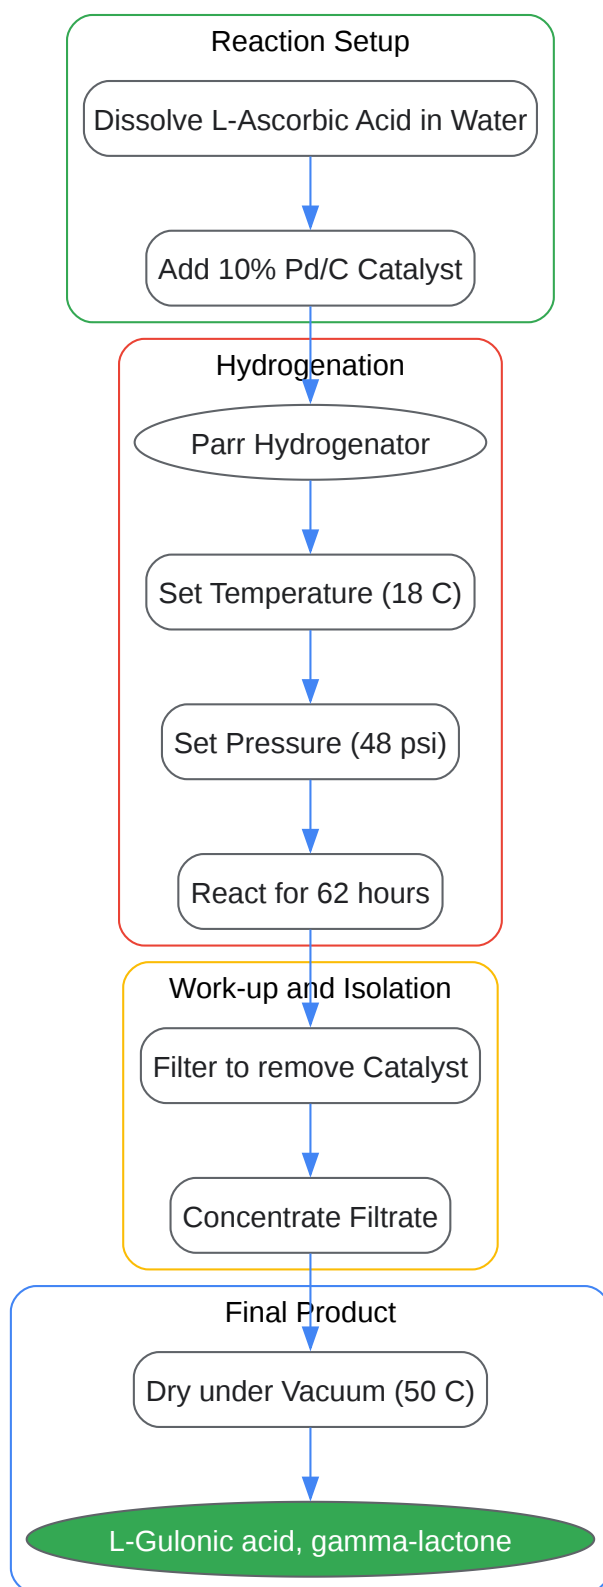 Reaction Setup
Dissolve L-Ascorbic Acid in Water
Add 10% Pd/C Catalyst
Hydrogenation
Parr Hydrogenator
Set Temperature (18 C)
Set Pressure (48 psi)
React for 62 hours
Work-up and Isolation
Filter to remove Catalyst
Concentrate Filtrate
Final Product
Dry under Vacuum (50 C)
L-Gulonic acid, gamma-lactone